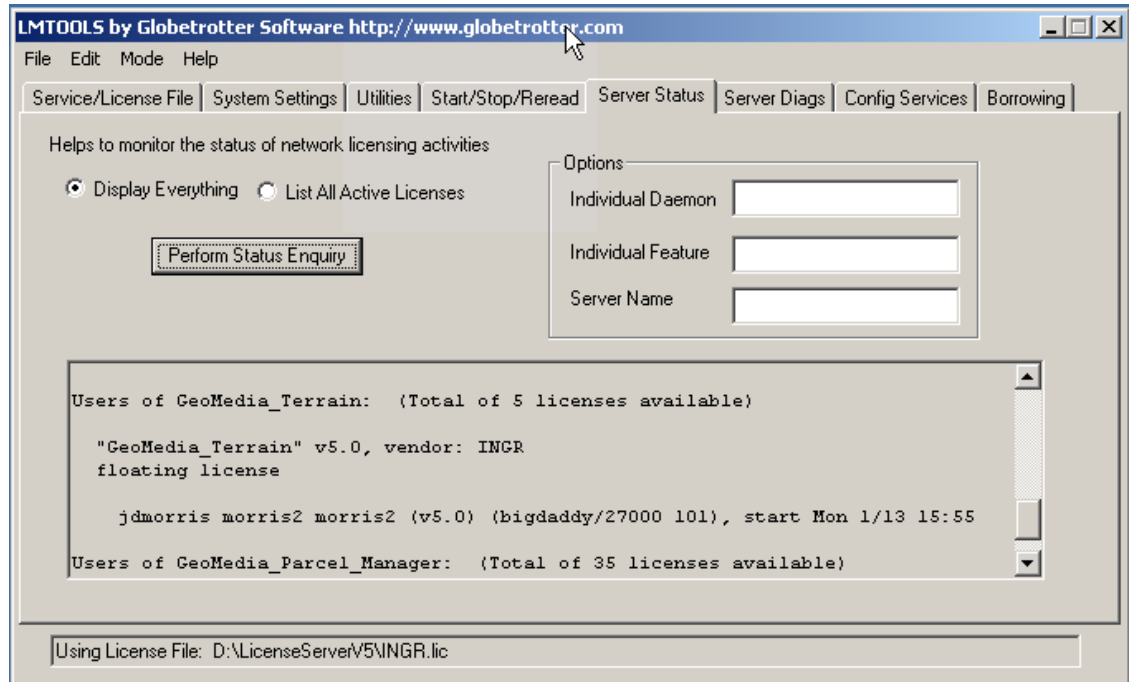 LMTOOLS by Globetrotter Software http://www.globetrotter.com
File Edit Mode Help
Service/License File System Settings Utilities Start/Stop/Reread Server Status Server Diags Config Services Borrowing
Helps to monitor the status of network licensing activities
Display Everything List All Active Licenses
Perform Status Enquiry
Options
Individual Daemon
Individual Feature
Server Name
Users of GeoMedia_Terrain: (Total of 5 licenses available)
"GeoMedia_Terrain" v5.0, vendor: INGR
floating license
jdmorris morris2 morris2 (v5.0) (bigdaddy/27000 101), start Mon 1/13 15:55
Users of GeoMedia_Parcel_Manager: (Total of 35 licenses available)
Using License File: D:\LicenseServerV5\INGR.lic